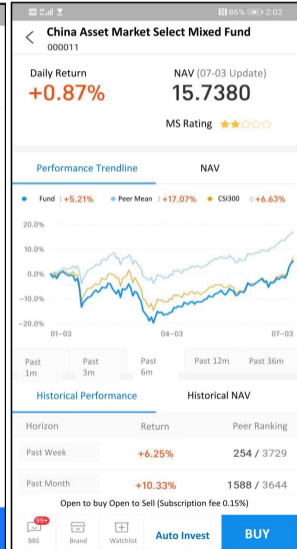 HD 86% 2:02
China Asset Market Select Mixed Fund
000011
Daily Return NAV (07-03 Update)
+0.87% 15.7380
MS Rating
Performance Trendline NAV
Fund : +5.21% Peer Mean : +17.07% CSI300 : +6.63%
20.0%
10.0%
0.0%
-10.0%
-20.0%
01-03 04-03 07-03
Past 1m Past 3m Past 6m Past 12m Past 36m
Historical Performance Historical NAV
Horizon Return Peer Ranking
Past Week +6.25% 254 / 3729
Past Month +10.33% 1588 / 3644
Open to buy Open to Sell (Subscription fee 0.15%)
99+
BBS Brand Watchlist Auto Invest BUY